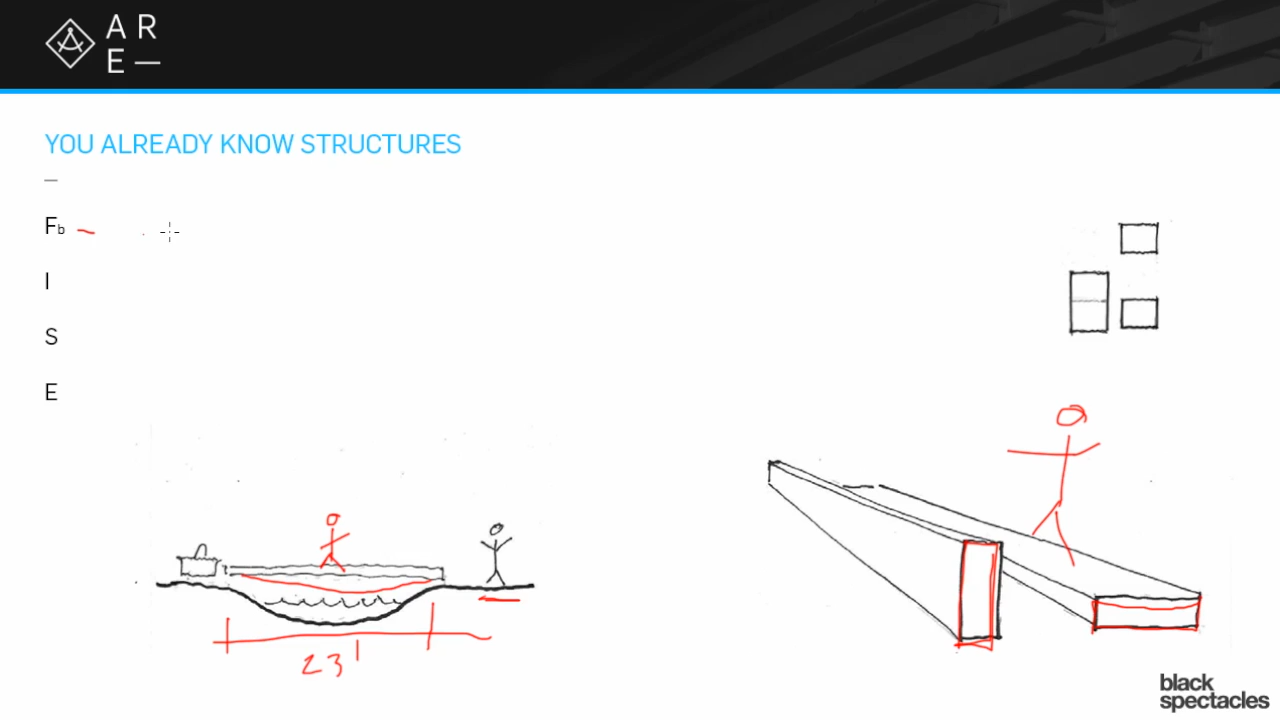 A R
E —
YOU ALREADY KNOW STRUCTURES
Fb
I
S
E
23'
black
spectacles